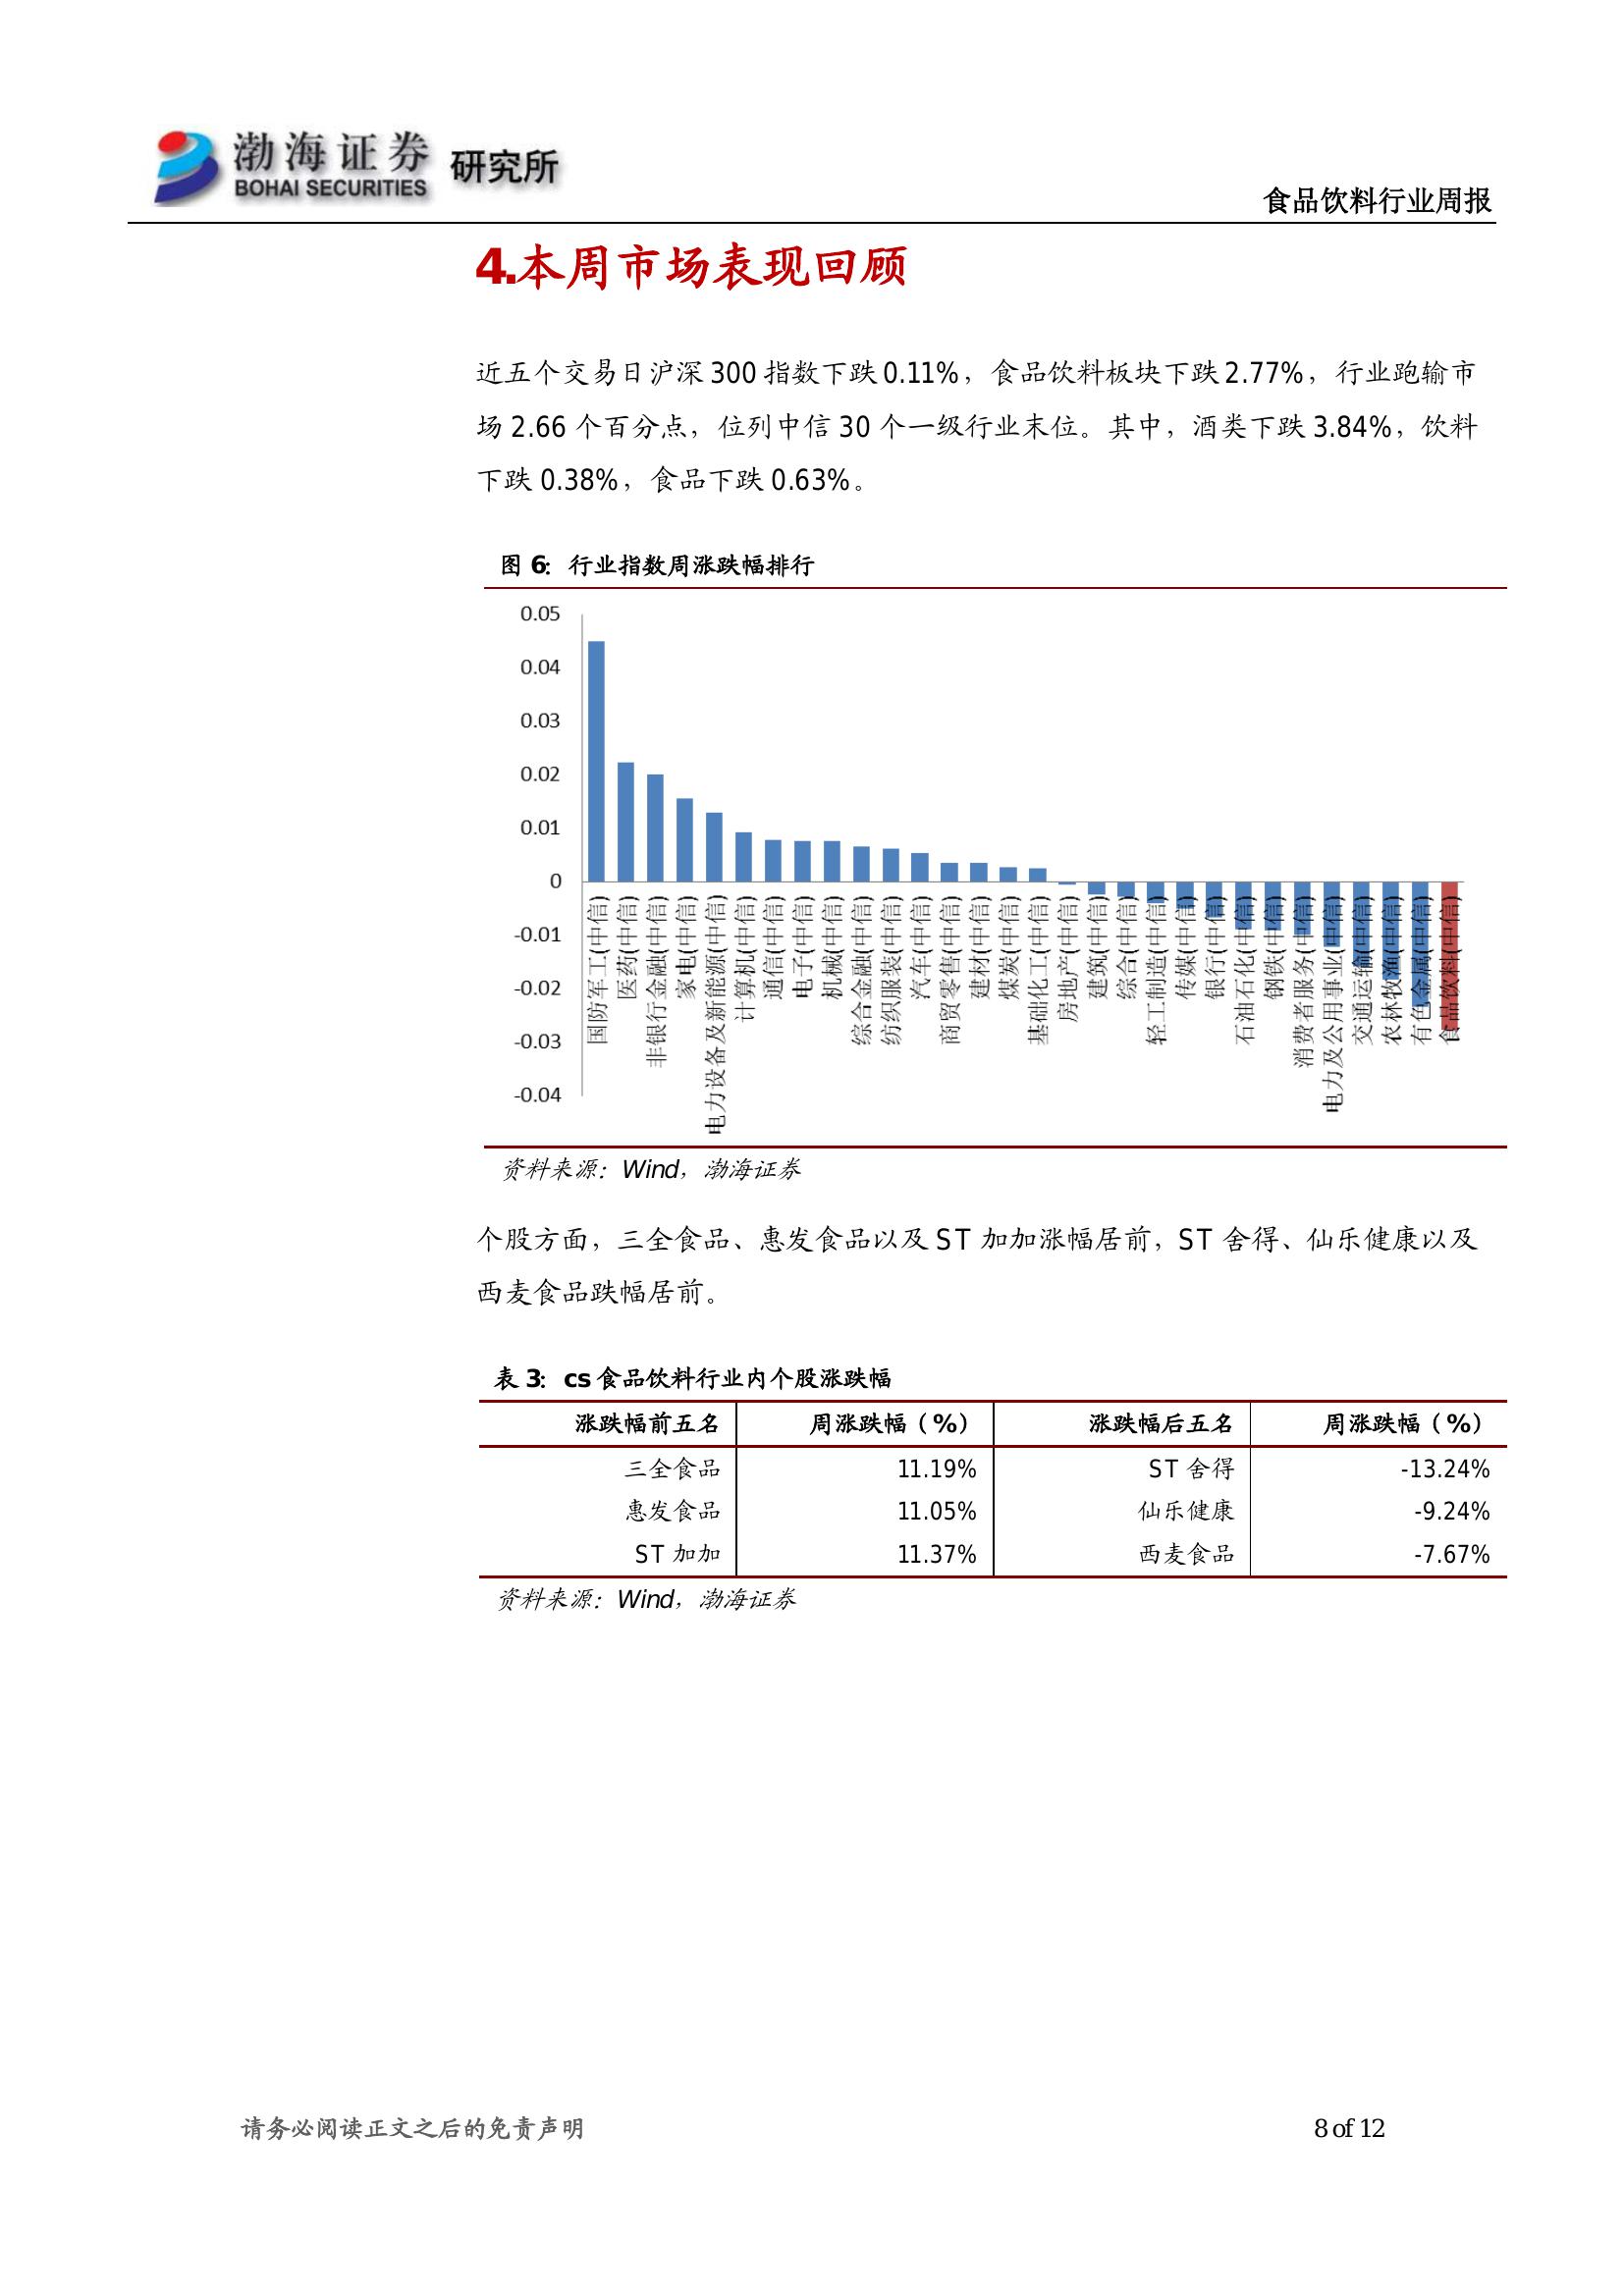 渤海证券 研究所
BOHAI SECURITIES
食品饮料行业周报
4.本周市场表现回顾
近五个交易日沪深 300 指数下跌 0.11%，食品饮料板块下跌 2.77%，行业跑输市
场 2.66 个百分点，位列中信 30 个一级行业末位。其中，酒类下跌 3.84%，饮料
下跌 0.38%，食品下跌 0.63%。
图 6：行业指数周涨跌幅排行
0.05
0.04
0.03
0.02
0.01
0
-0.01
-0.02
-0.03
-0.04
国防军工(中信)
医药(中信)
非银行金融(中信)
家电(中信)
电力设备及新能源(中信)
计算机(中信)
通信(中信)
电子(中信)
机械(中信)
综合金融(中信)
纺织服装(中信)
汽车(中信)
商贸零售(中信)
建材(中信)
煤炭(中信)
基础化工(中信)
房地产(中信)
建筑(中信)
综合(中信)
轻工制造(中信)
传媒(中信)
银行(中信)
石油石化(中信)
钢铁(中信)
消费者服务(中信)
电力及公用事业(中信)
交通运输(中信)
农林牧渔(中信)
有色金属(中信)
食品饮料(中信)
资料来源：Wind，渤海证券
个股方面，三全食品、惠发食品以及 ST 加加涨幅居前，ST 舍得、仙乐健康以及
西麦食品跌幅居前。
表 3：cs 食品饮料行业内个股涨跌幅
涨跌幅前五名 周涨跌幅（%） 涨跌幅后五名 周涨跌幅（%）
三全食品 11.19% ST 舍得 -13.24%
惠发食品 11.05% 仙乐健康 -9.24%
ST 加加 11.37% 西麦食品 -7.67%
资料来源：Wind，渤海证券
请务必阅读正文之后的免责声明 8 of 12